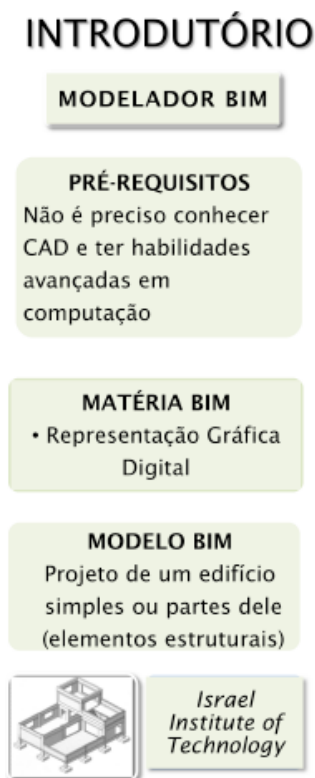 INTRODUTÓRIO
MODELADOR BIM
PRÉ-REQUISITOS
Não é preciso conhecer
CAD e ter habilidades
avançadas em
computação
MATÉRIA BIM
• Representação Gráfica
Digital
MODELO BIM
Projeto de um edifício
simples ou partes dele
(elementos estruturais)
Israel
Institute of
Technology